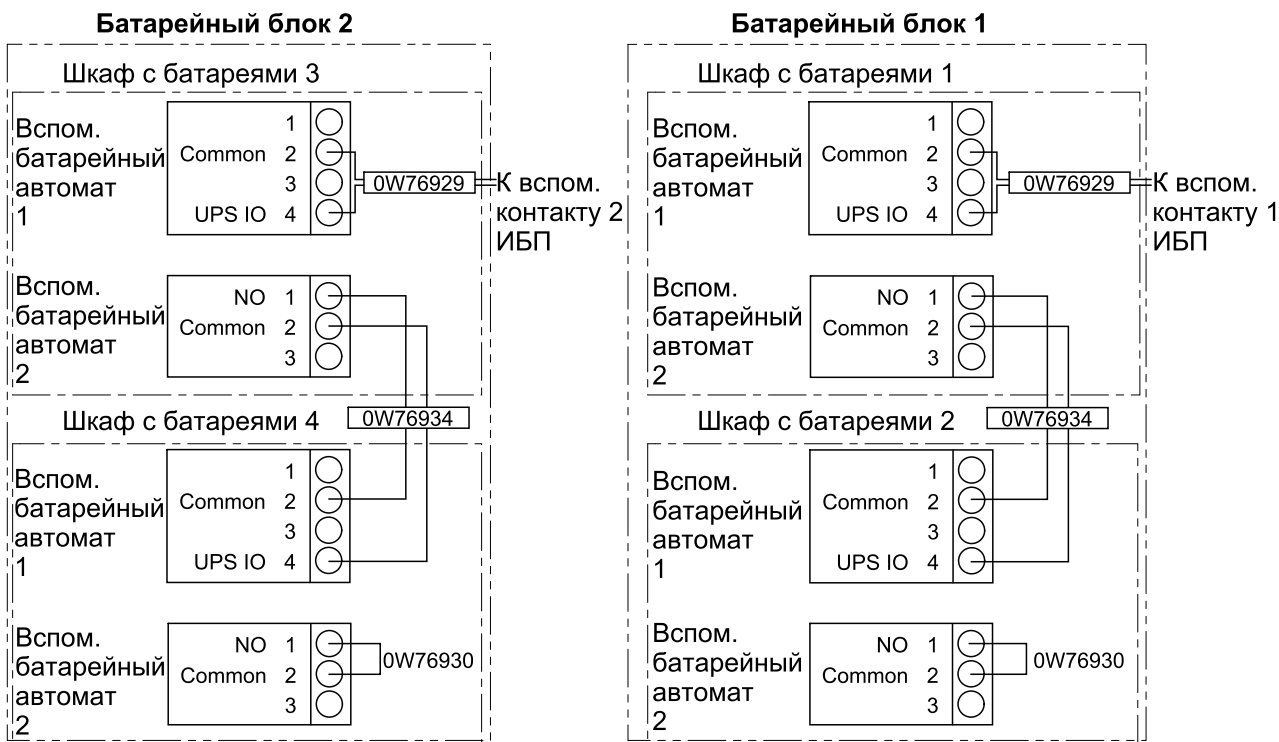 Батарейный блок 2
Шкаф с батареями 3
Вспом.
батарейный
автомат
1
1
Common 2
3
UPS IO 4
0W76929
К вспом.
контакту 2
ИБП
Вспом.
батарейный
автомат
2
NO 1
Common 2
3
0W76934
Шкаф с батареями 4
Вспом.
батарейный
автомат
1
1
Common 2
3
UPS IO 4
Вспом.
батарейный
автомат
2
NO 1
Common 2
3
0W76930
Батарейный блок 1
Шкаф с батареями 1
Вспом.
батарейный
автомат
1
1
Common 2
3
UPS IO 4
0W76929
К вспом.
контакту 1
ИБП
Вспом.
батарейный
автомат
2
NO 1
Common 2
3
0W76934
Шкаф с батареями 2
Вспом.
батарейный
автомат
1
1
Common 2
3
UPS IO 4
Вспом.
батарейный
автомат
2
NO 1
Common 2
3
0W76930